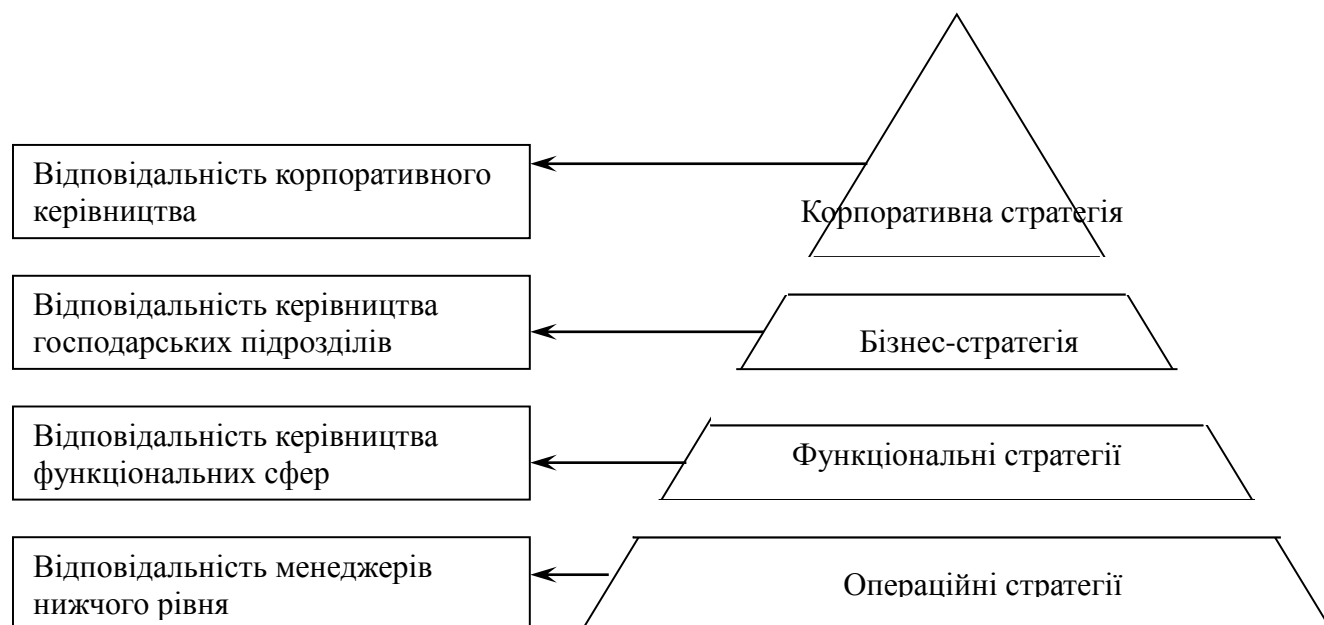 Відповідальність корпоративного
керівництва
Корпоративна стратегія
Відповідальність керівництва
господарських підрозділів
Бізнес-стратегія
Відповідальність керівництва
функціональних сфер
Функціональні стратегії
Відповідальність менеджерів
нижчого рівня
Операційні стратегії